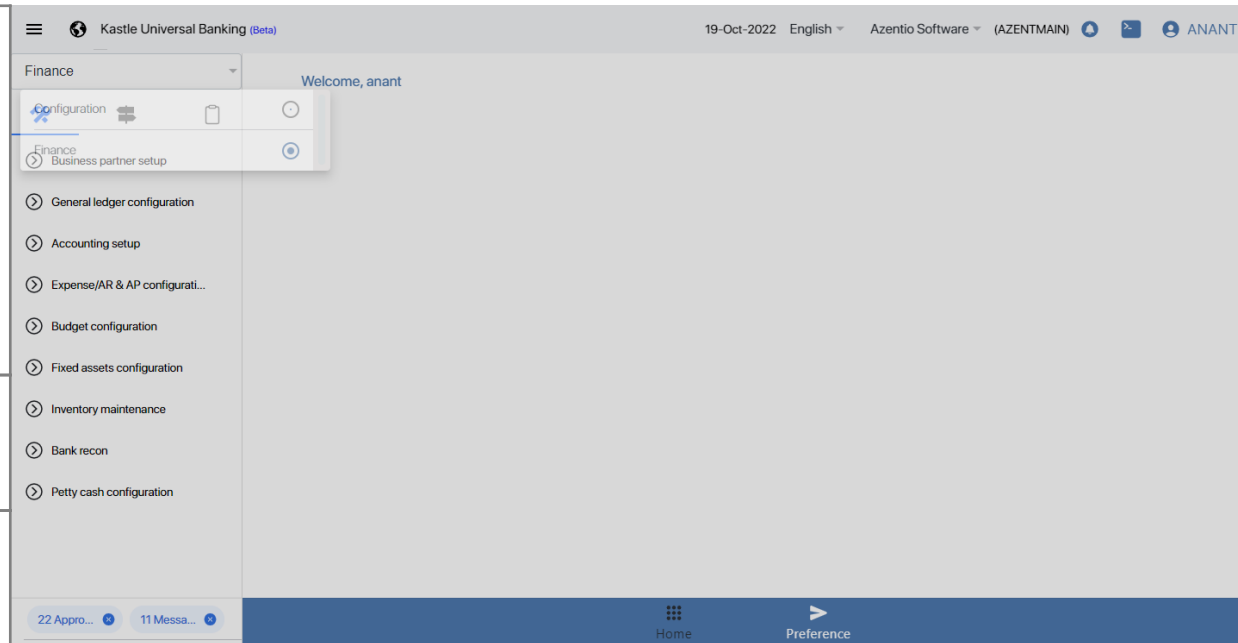 Kastle Universal Banking (Beta) 19-Oct-2022 English Azentio Software (AZENTMAIN) ANANT
Finance
Welcome, anant
Configuration
Finance
Business partner setup
General ledger configuration
Accounting setup
Expense/AR & AP configurati...
Budget configuration
Fixed assets configuration
Inventory maintenance
Bank recon
Petty cash configuration
22 Appro... 11 Messa...
Home Preference